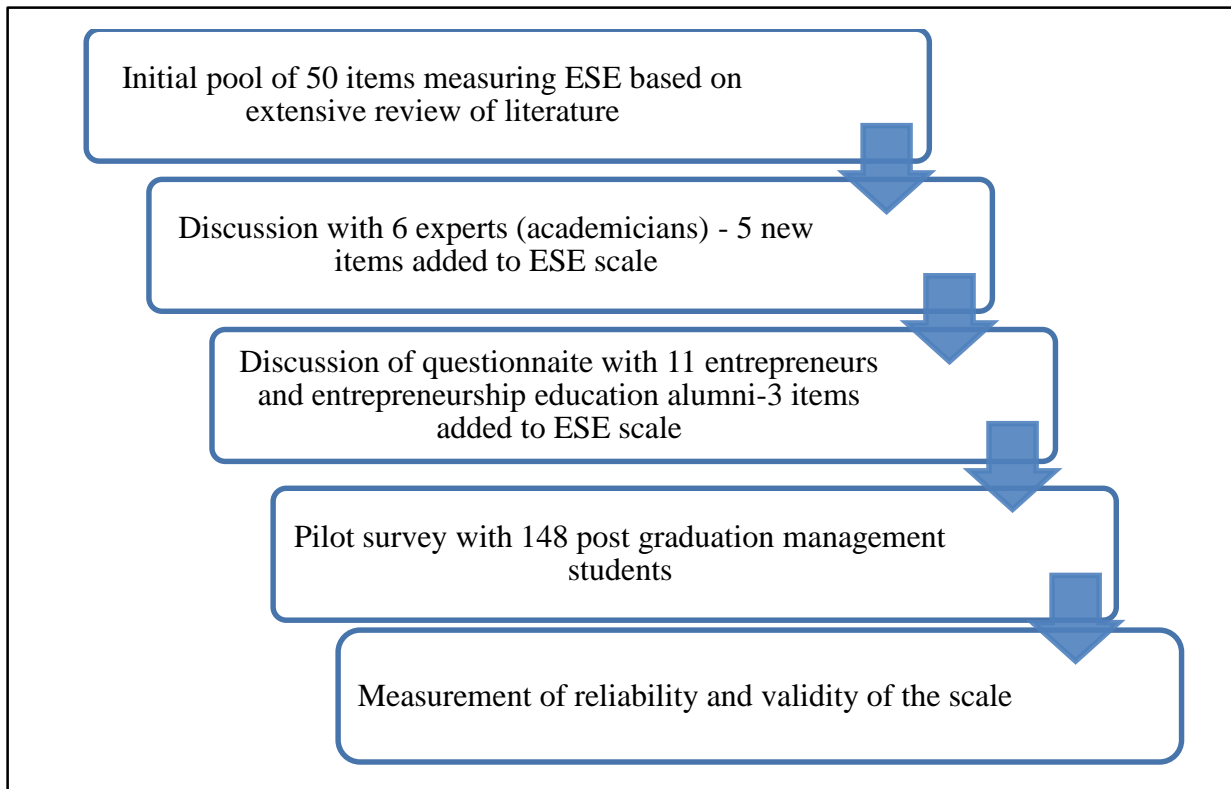 Initial pool of 50 items measuring ESE based on
extensive review of literature
Discussion with 6 experts (academicians) - 5 new
items added to ESE scale
Discussion of questionnaite with 11 entrepreneurs
and entrepreneurship education alumni-3 items
added to ESE scale
Pilot survey with 148 post graduation management
students
Measurement of reliability and validity of the scale